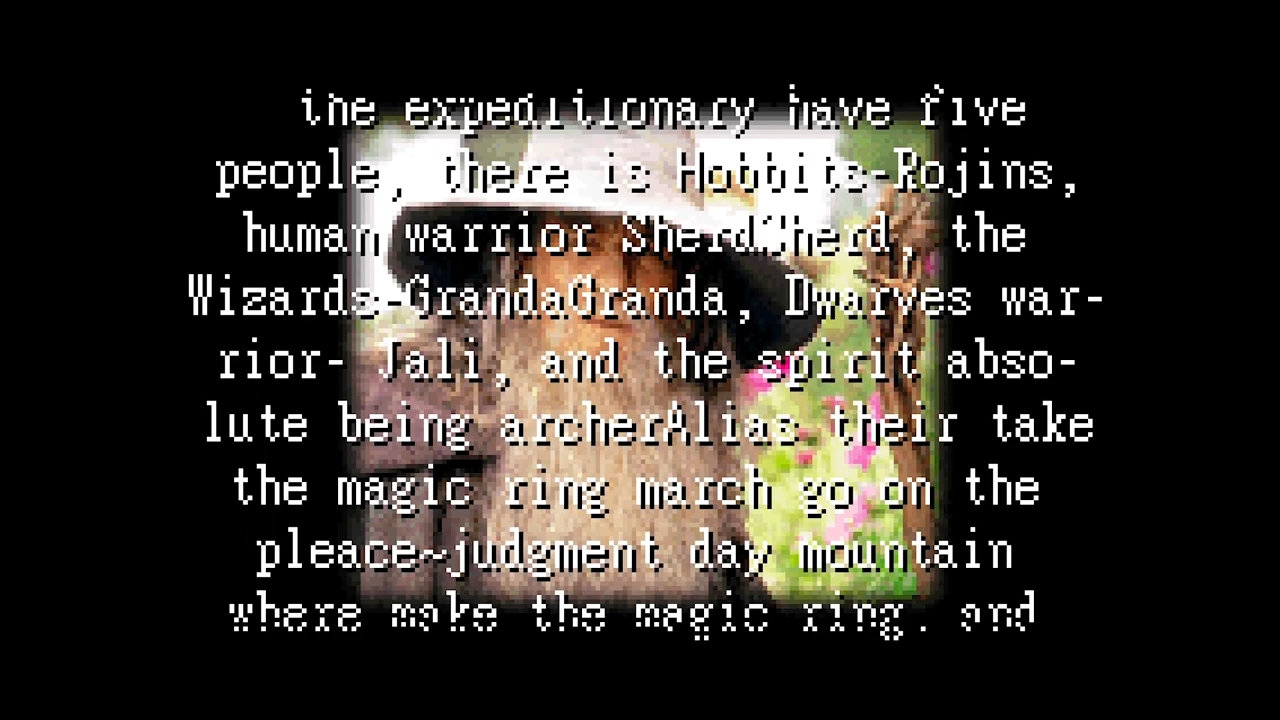 the expeditionary have five
people, there is Hobbits-Rojins,
human warrior SherdCherd, the
Wizards-GrandaGranda, Dwarves war-
rior- Jali, and the spirit abso-
lute being archerAlias their take
the magic ring march go on the
pleace~judgment day mountain
where make the magic ring. and